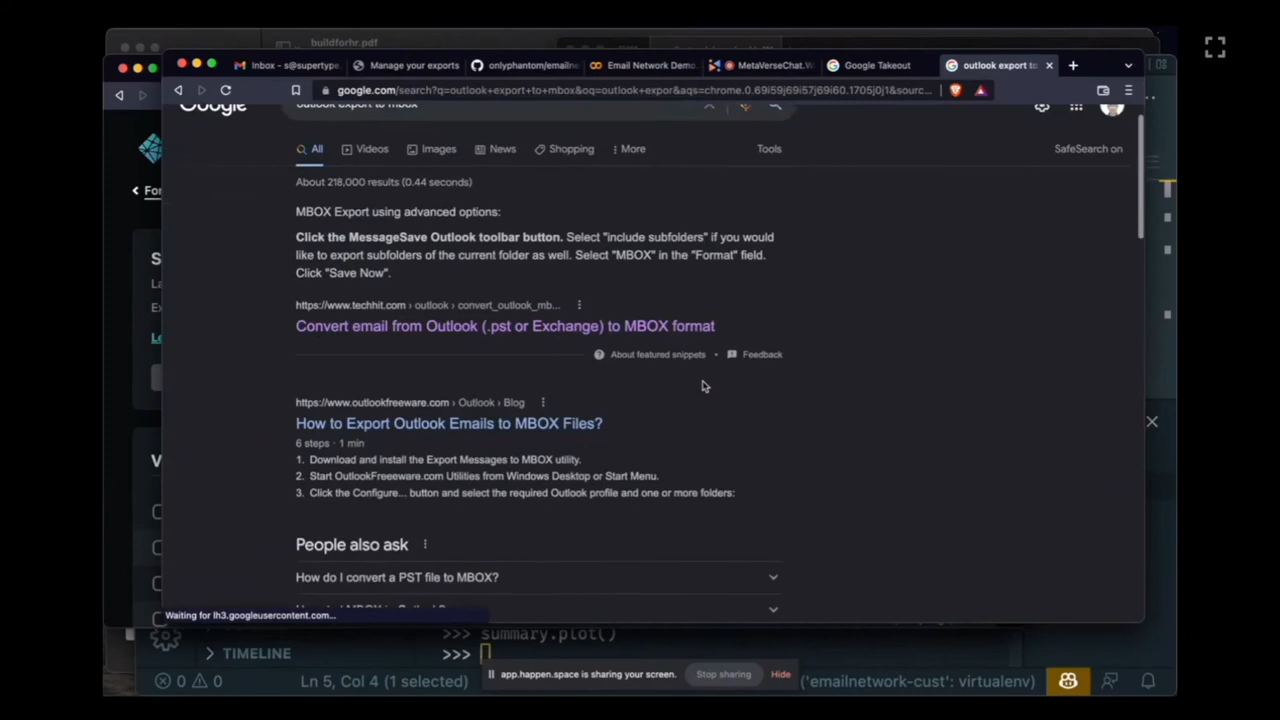 buildforhr.pdf
Inbox - s@supertype.
Manage your exports
onlyphantom/emailne
Email Network Demo.
MetaVerseChat.W
Google Takeout
outlook export to
google.com/search?q=outlook+export+to+mbox&oq=outlook+expor&aqs=chrome.0.69i59j69i57j69i60.1705j0j1&sourc...
Google
outlook export to mbox
For
All
Videos
Images
News
Shopping
More
Tools
SafeSearch on
About 218,000 results (0.44 seconds)
MBOX Export using advanced options:
Click the MessageSave Outlook toolbar button. Select "include subfolders" if you would
like to export subfolders of the current folder as well. Select "MBOX" in the "Format" field.
Click "Save Now".
https://www.techhit.com › outlook › convert_outlook_mb...
Convert email from Outlook (.pst or Exchange) to MBOX format
About featured snippets
Feedback
https://www.outlookfreeware.com › Outlook › Blog
How to Export Outlook Emails to MBOX Files?
6 steps · 1 min
1. Download and install the Export Messages to MBOX utility.
2. Start OutlookFreeeware.com Utilities from Windows Desktop or Start Menu.
3. Click the Configure... button and select the required Outlook profile and one or more folders:
People also ask
How do I convert a PST file to MBOX?
Waiting for lh3.googleusercontent.com...
>>> summary.plot()
TIMELINE
>>>
app.happen.space is sharing your screen.
Stop sharing
Hide
0
0
Ln 5, Col 4 (1 selected)
('emailnetwork-cust': virtualenv)